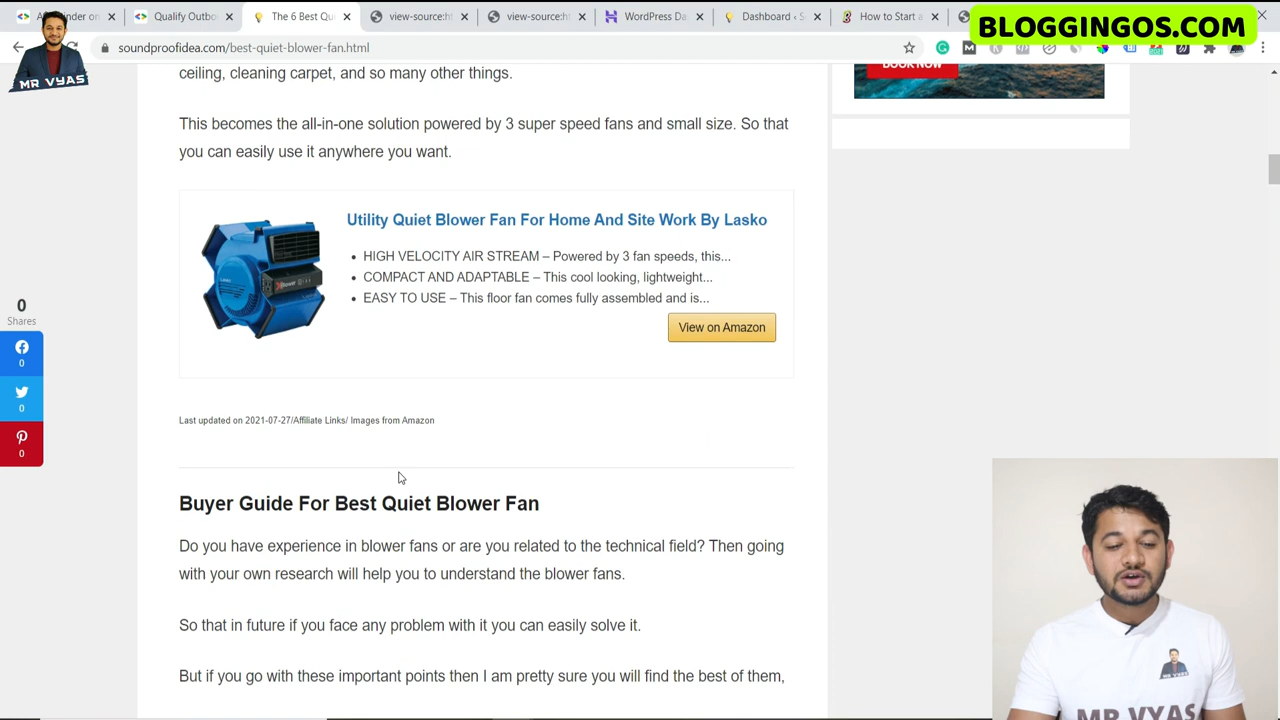 Qualify Outbo
The 6 Best Qu
view-source:ht
view-source:ht
WordPress Da
Dashboard ‹ S
How to Start a
BLOGGINGOS.COM
soundproofidea.com/best-quiet-blower-fan.html
MR VYAS
ceiling, cleaning carpet, and so many other things.
BOOK NOW
This becomes the all-in-one solution powered by 3 super speed fans and small size. So that
you can easily use it anywhere you want.
Utility Quiet Blower Fan For Home And Site Work By Lasko
HIGH VELOCITY AIR STREAM – Powered by 3 fan speeds, this...
COMPACT AND ADAPTABLE – This cool looking, lightweight...
EASY TO USE – This floor fan comes fully assembled and is...
View on Amazon
0
Shares
0
0
0
Last updated on 2021-07-27/Affiliate Links/ Images from Amazon
Buyer Guide For Best Quiet Blower Fan
Do you have experience in blower fans or are you related to the technical field? Then going
with your own research will help you to understand the blower fans.
So that in future if you face any problem with it you can easily solve it.
But if you go with these important points then I am pretty sure you will find the best of them,
MR VYAS
MR VYAS